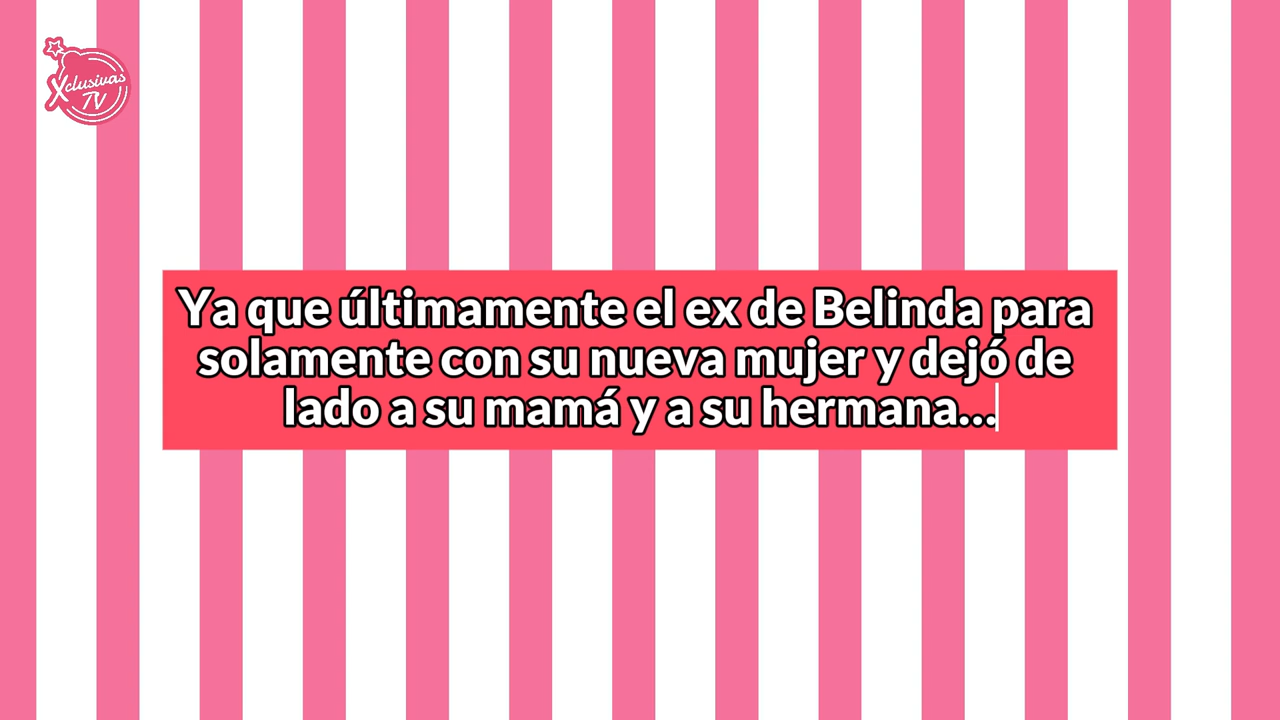 Xclusivas
TV
Ya que últimamente el ex de Belinda para
solamente con su nueva mujer y dejó de
lado a su mamá y a su hermana...